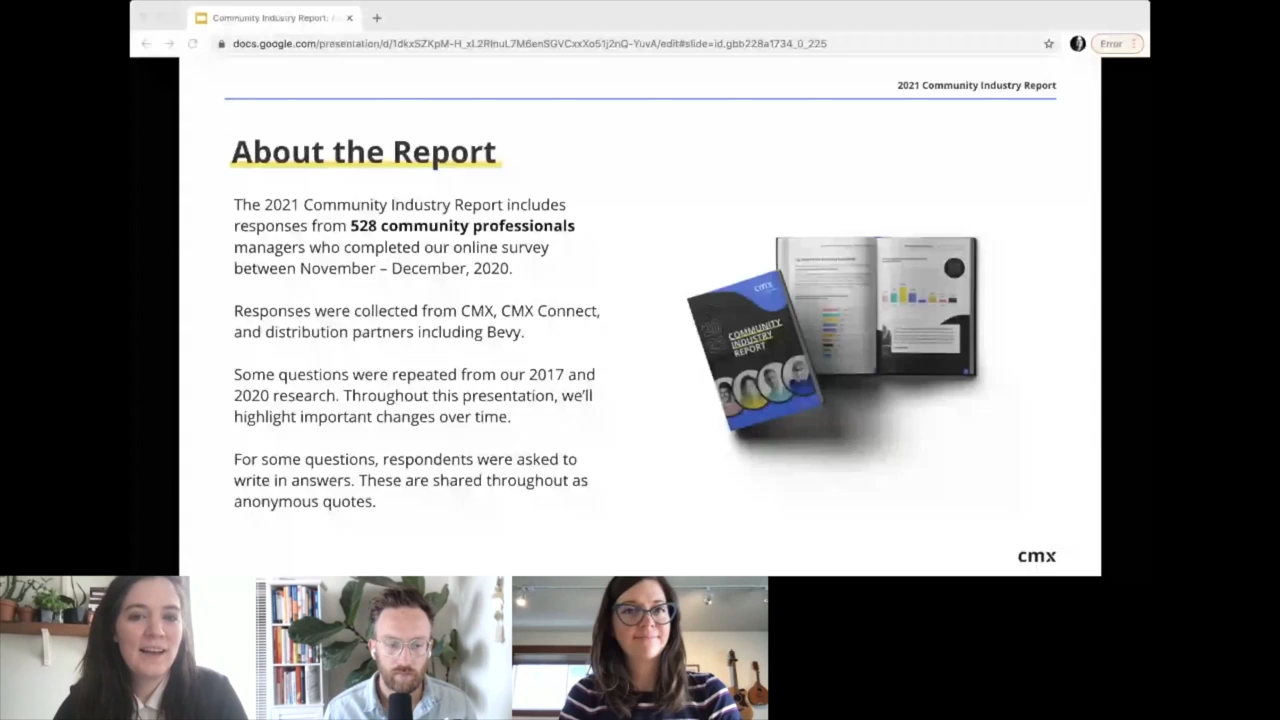 Community Industry Report:
docs.google.com/presentation/d/1dkxSZKpM-H_xL2RlnuL7M6enSGVCxxXo51j2nQ-YuvA/edit#slide=id.gbb228a1734_0_225
Error
2021 Community Industry Report
About the Report
The 2021 Community Industry Report includes
responses from 528 community professionals
managers who completed our online survey
between November – December, 2020.
Responses were collected from CMX, CMX Connect,
and distribution partners including Bevy.
Some questions were repeated from our 2017 and
2020 research. Throughout this presentation, we'll
highlight important changes over time.
For some questions, respondents were asked to
write in answers. These are shared throughout as
anonymous quotes.
cmx
COMMUNITY
INDUSTRY
REPORT
cmx